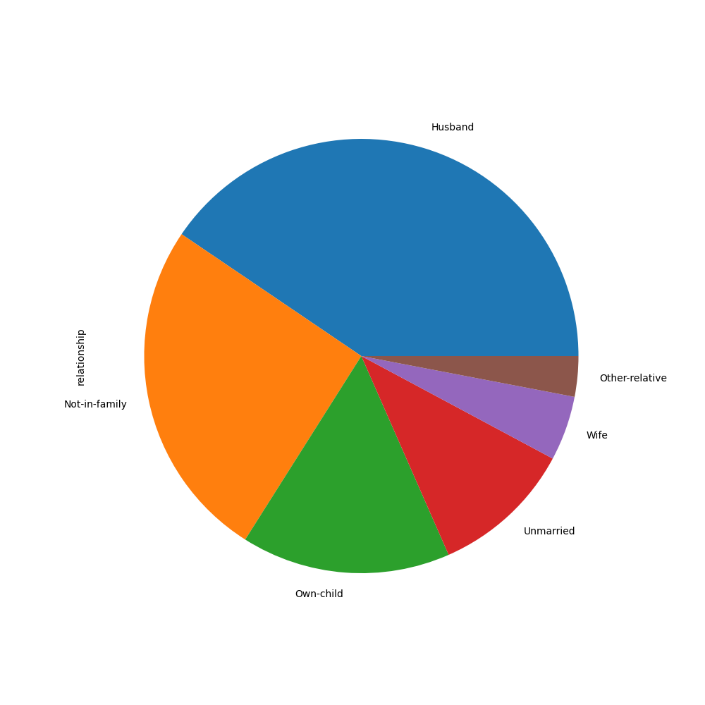 Husband
relationship
Not-in-family
Other-relative
Wife
Unmarried
Own-child